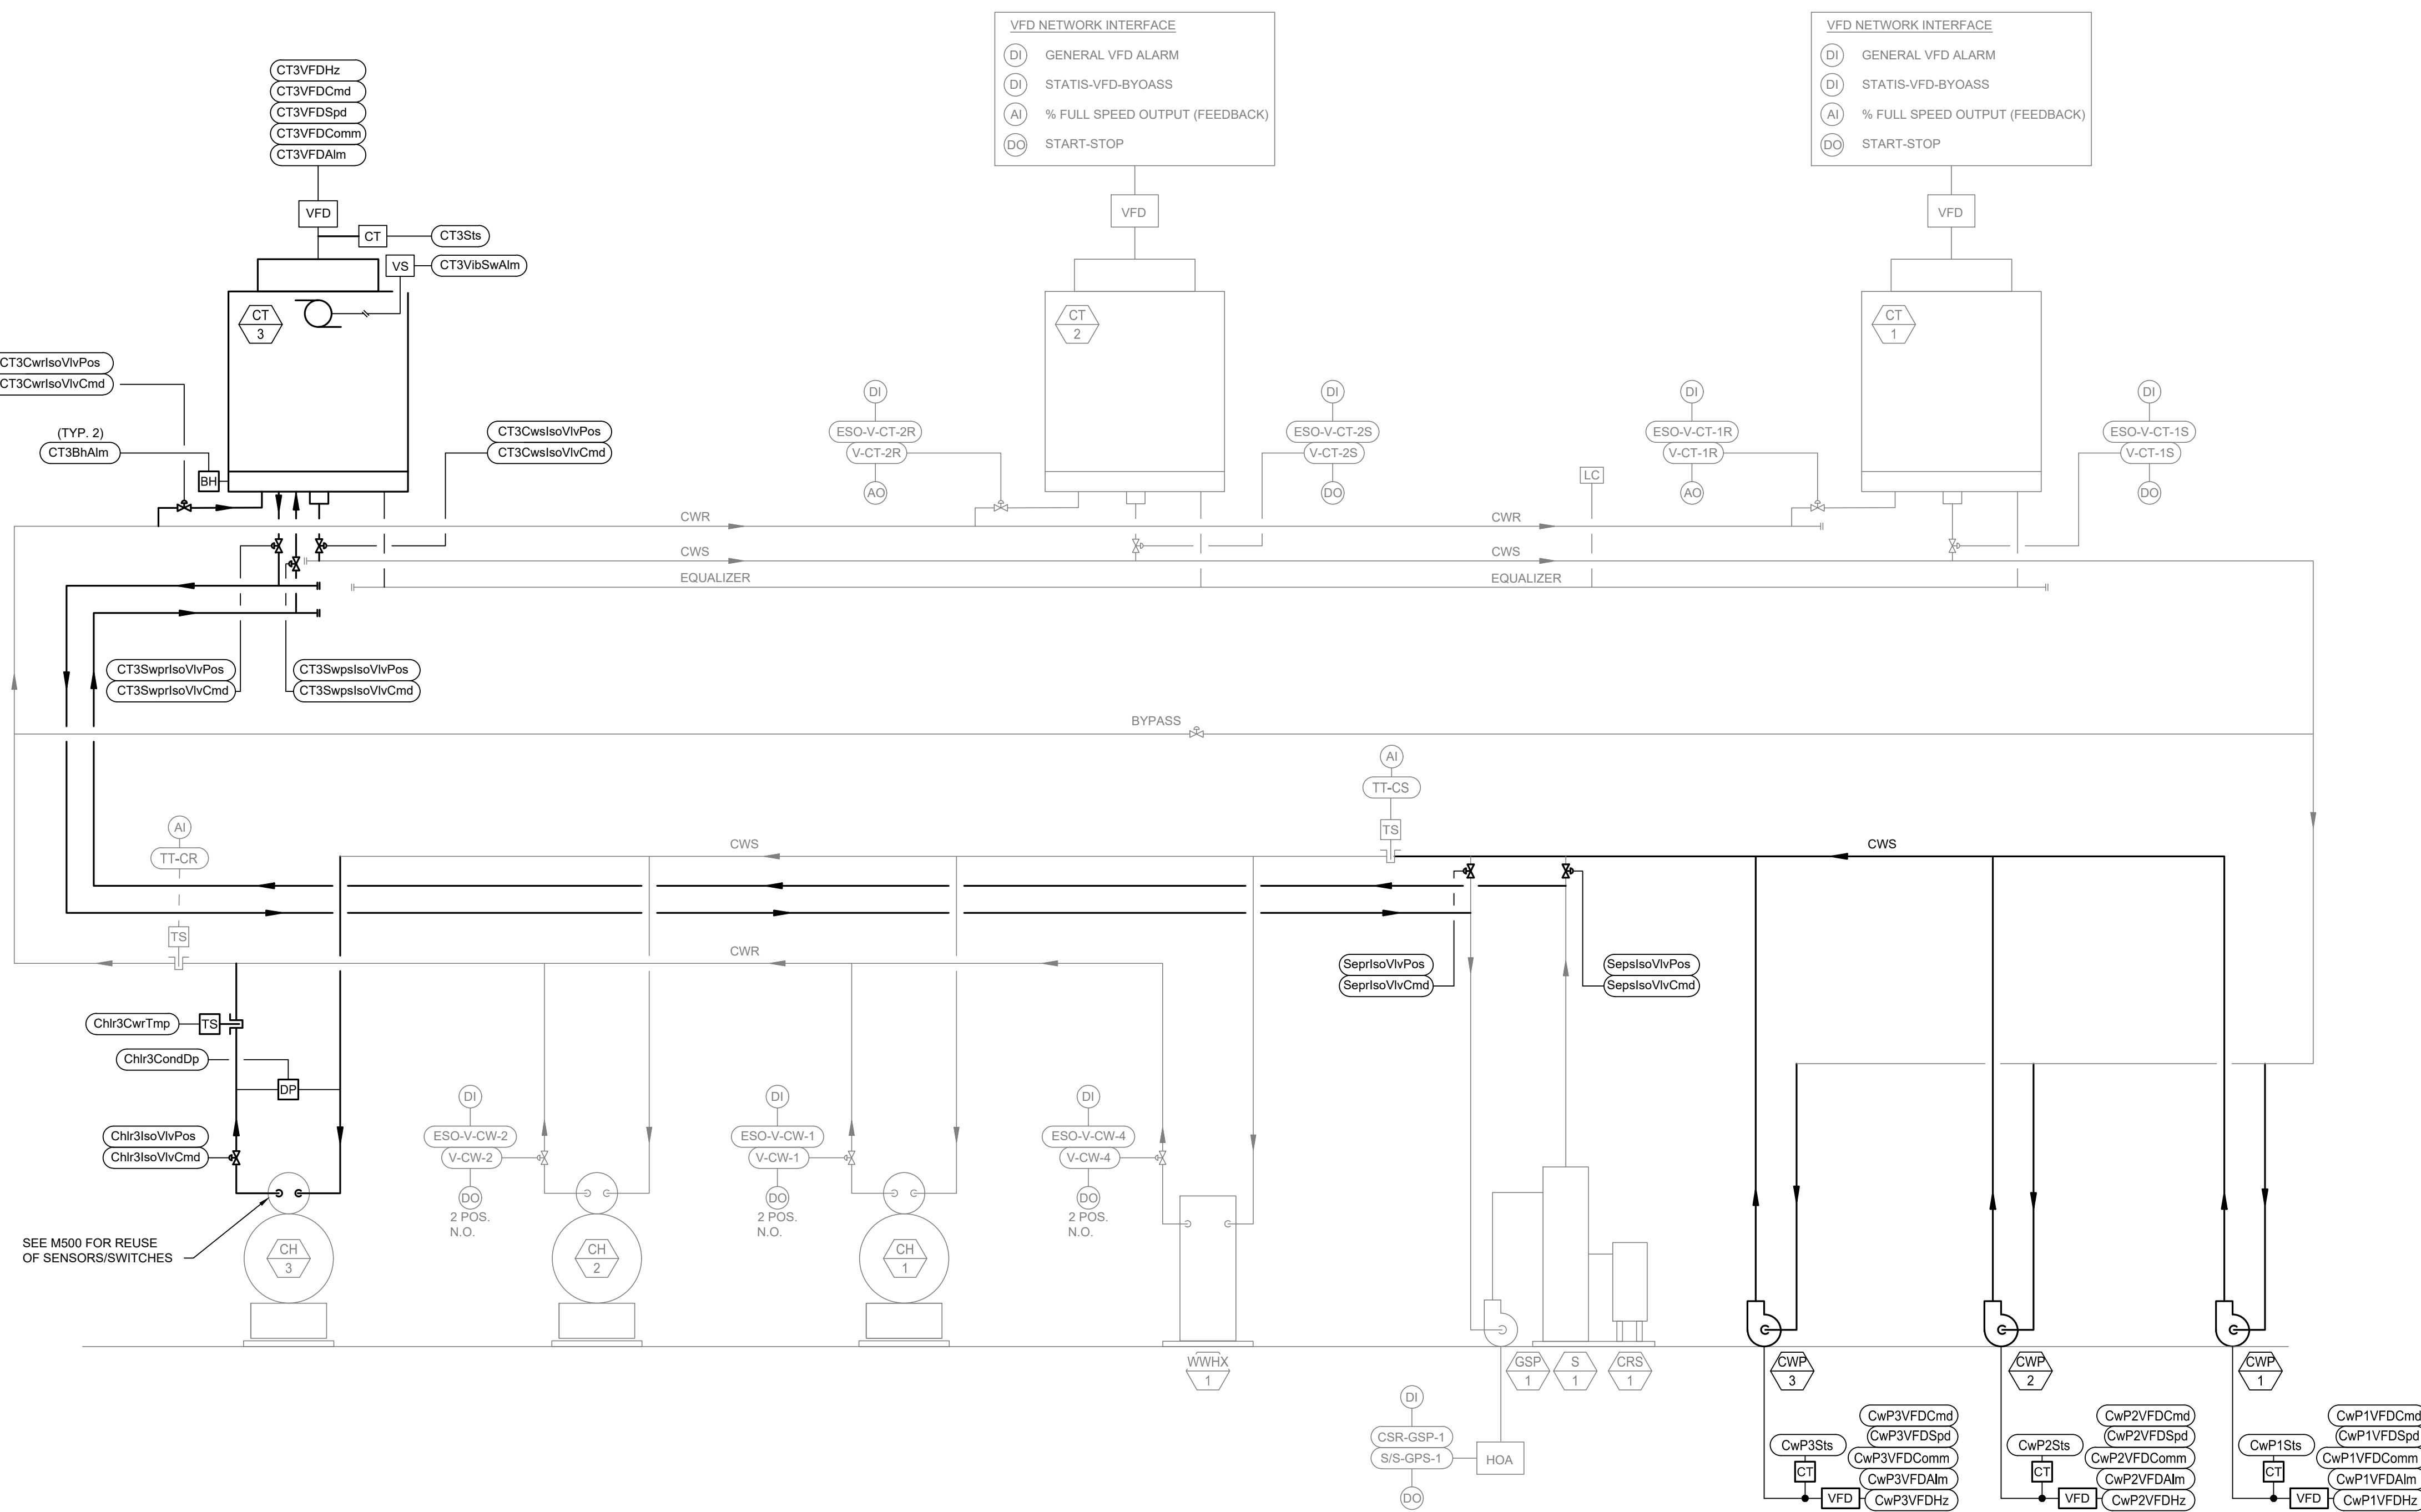 VFD NETWORK INTERFACE
DI GENERAL VFD ALARM
DI STATIS-VFD-BYOASS
AI % FULL SPEED OUTPUT (FEEDBACK)
DO START-STOP
VFD
VFD NETWORK INTERFACE
DI GENERAL VFD ALARM
DI STATIS-VFD-BYOASS
AI % FULL SPEED OUTPUT (FEEDBACK)
DO START-STOP
VFD
CT3VFDHz
CT3VFDCmd
CT3VFDSpd
CT3VFDComm
CT3VFDAlm
VFD
CT
CT3Sts
VS
CT3VibSwAlm
CT
3
CT
2
CT
1
CT3CwrIsoVlvPos
CT3CwrIsoVlvCmd
(TYP. 2)
CT3BhAlm
BH
CT3CwsIsoVlvPos
CT3CwsIsoVlvCmd
DI
ESO-V-CT-2R
V-CT-2R
AO
DI
ESO-V-CT-2S
V-CT-2S
DO
LC
DI
ESO-V-CT-1R
V-CT-1R
AO
DI
ESO-V-CT-1S
V-CT-1S
DO
CWR
CWR
CWS
CWS
EQUALIZER
EQUALIZER
CT3SwprIsoVlvPos
CT3SwprIsoVlvCmd
CT3SwpsIsoVlvPos
CT3SwpsIsoVlvCmd
BYPASS
AI
TT-CS
TS
AI
TT-CR
TS
CWS
CWS
CWR
SeprIsoVlvPos
SeprIsoVlvCmd
SepsIsoVlvPos
SepsIsoVlvCmd
Chlr3CwrTmp
TS
Chlr3CondDp
DP
Chlr3IsoVlvPos
Chlr3IsoVlvCmd
DI
ESO-V-CW-2
V-CW-2
DO
2 POS.
N.O.
DI
ESO-V-CW-1
V-CW-1
DO
2 POS.
N.O.
DI
ESO-V-CW-4
V-CW-4
DO
2 POS.
N.O.
SEE M500 FOR REUSE
OF SENSORS/SWITCHES
CH
3
CH
2
CH
1
WWHX
1
GSP
1
S
1
CRS
1
CWP
3
CWP
2
CWP
1
DI
CSR-GSP-1
S/S-GPS-1
HOA
DO
CwP3Sts
CT
VFD
CwP3VFDCmd
CwP3VFDSpd
CwP3VFDComm
CwP3VFDAlm
CwP3VFDHz
CwP2Sts
CT
VFD
CwP2VFDCmd
CwP2VFDSpd
CwP2VFDComm
CwP2VFDAlm
CwP2VFDHz
CwP1Sts
CT
VFD
CwP1VFDCmd
CwP1VFDSpd
CwP1VFDComm
CwP1VFDAlm
CwP1VFDHz